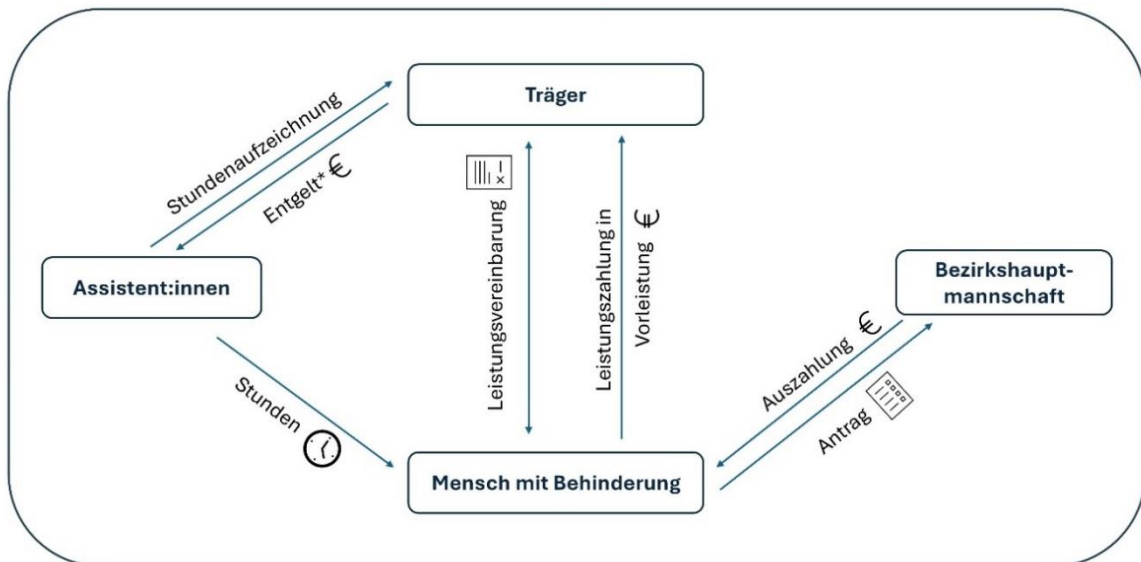 Träger
Stundenaufzeichnung
Entgelt* €
Leistungsvereinbarung
Leistungszahlung in
Vorleistung €
Assistent:innen
Bezirkshaupt-
mannschaft
Stunden
Auszahlung €
Antrag
Mensch mit Behinderung